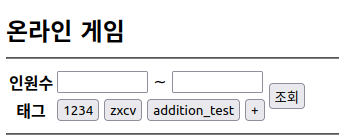 온라인 게임
인원수 ~ 조회
태그 1234 zxcv addition_test +